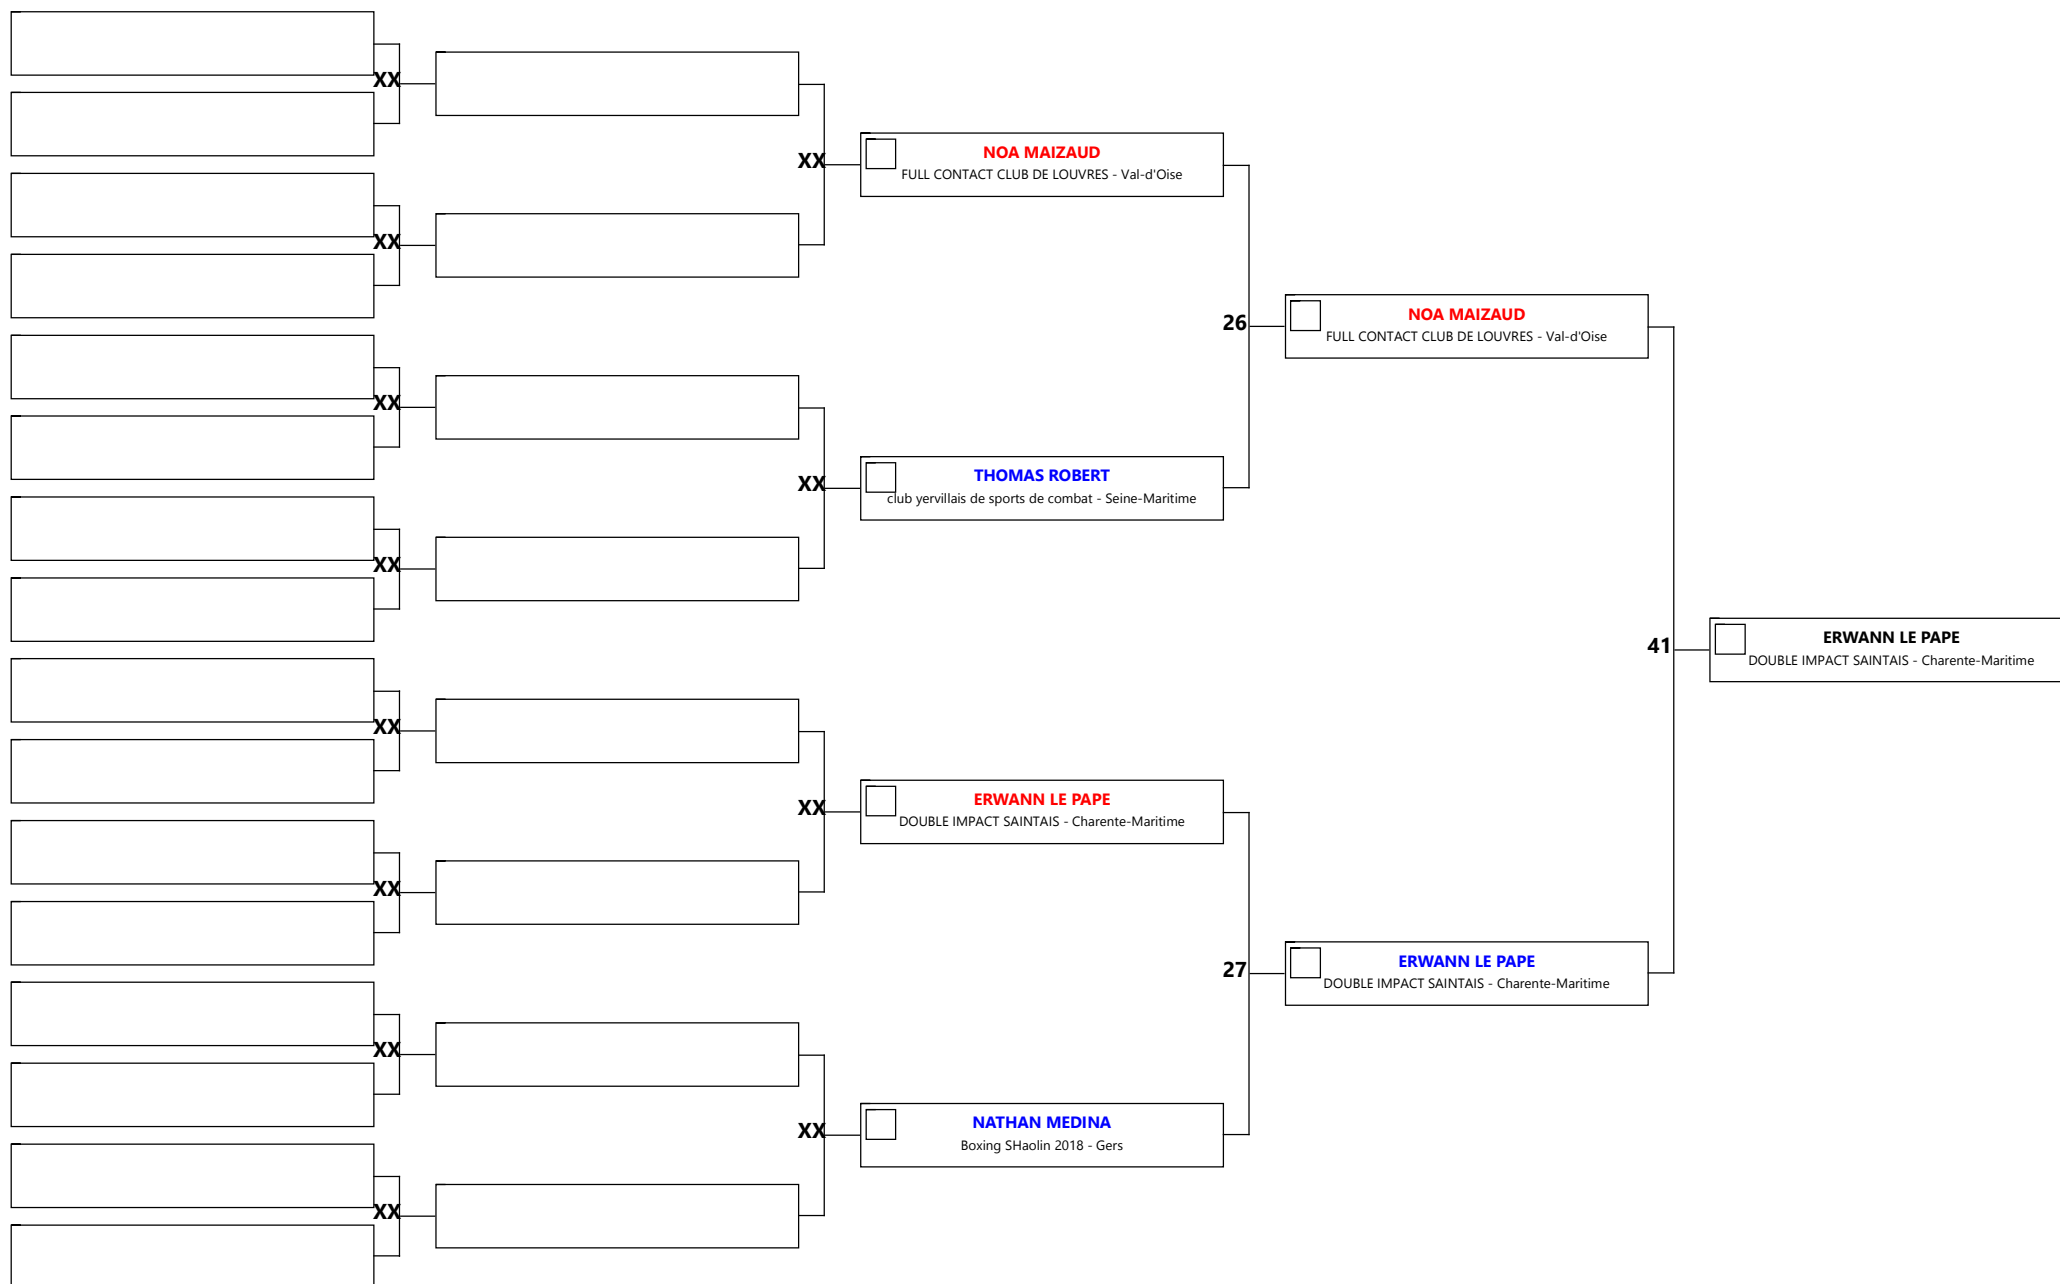 XX
XX
NOA MAIZAUD
FULL CONTACT CLUB DE LOUVRES - Val-d'Oise
XX
26
NOA MAIZAUD
FULL CONTACT CLUB DE LOUVRES - Val-d'Oise
XX
XX
THOMAS ROBERT
club yervillais de sports de combat - Seine-Maritime
XX
41
ERWANN LE PAPE
DOUBLE IMPACT SAINTAIS - Charente-Maritime
XX
XX
ERWANN LE PAPE
DOUBLE IMPACT SAINTAIS - Charente-Maritime
XX
27
ERWANN LE PAPE
DOUBLE IMPACT SAINTAIS - Charente-Maritime
XX
XX
NATHAN MEDINA
Boxing SHaolin 2018 - Gers
XX